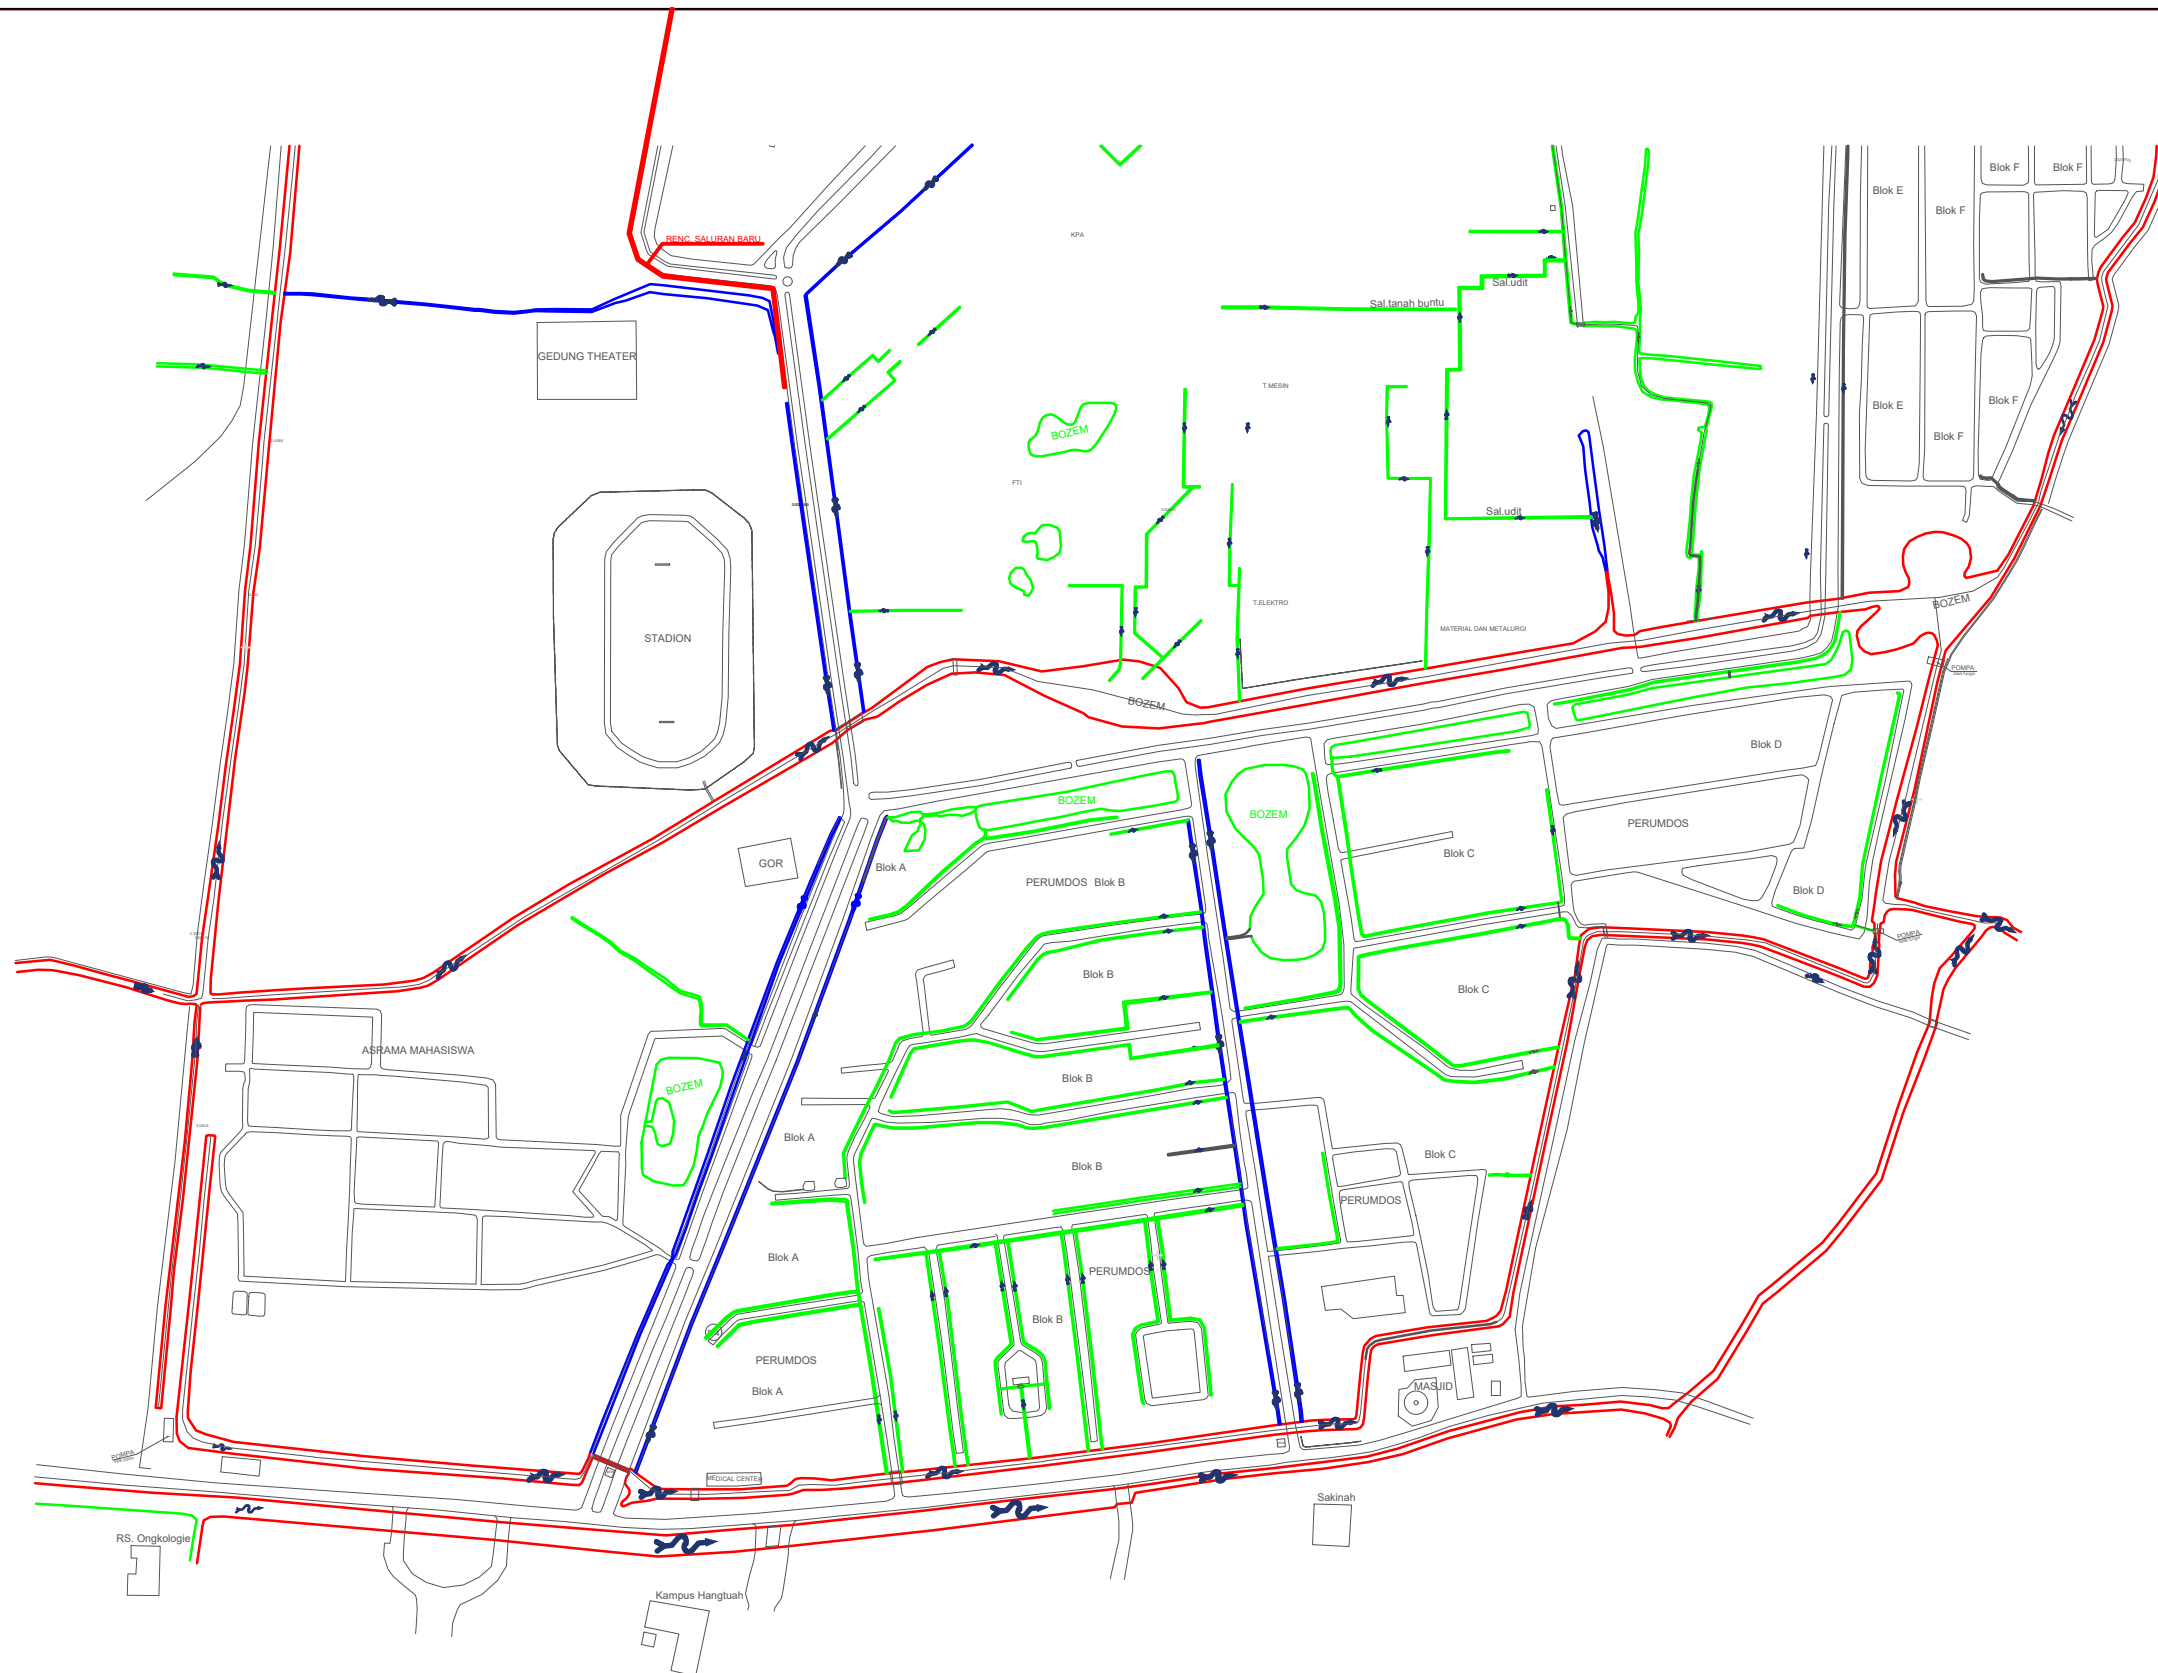 Blok F
Blok F
Blok E
Blok F
KPA
RENC. SALURAN BARU
Sal.udit
Sal.tanah buntu
GEDUNG THEATER
T.MESIN
Blok E
Blok F
BOZEM
Blok F
FTI
Sal.udit
T.ELEKTRO
BOZEM
MATERIAL DAN METALURGI
STADION
POMPA
BOZEM
Blok D
BOZEM
BOZEM
PERUMDOS
GOR
Blok A
Blok C
PERUMDOS Blok B
Blok D
POMPA
Blok B
Blok C
ASRAMA MAHASISWA
BOZEM
Blok B
Blok A
Blok C
Blok B
PERUMDOS
Blok A
PERUMDOS
Blok B
PERUMDOS
Blok A
MASJID
POMPA
MEDICAL CENTER
Sakinah
RS. Ongkologie
Kampus Hangtuah